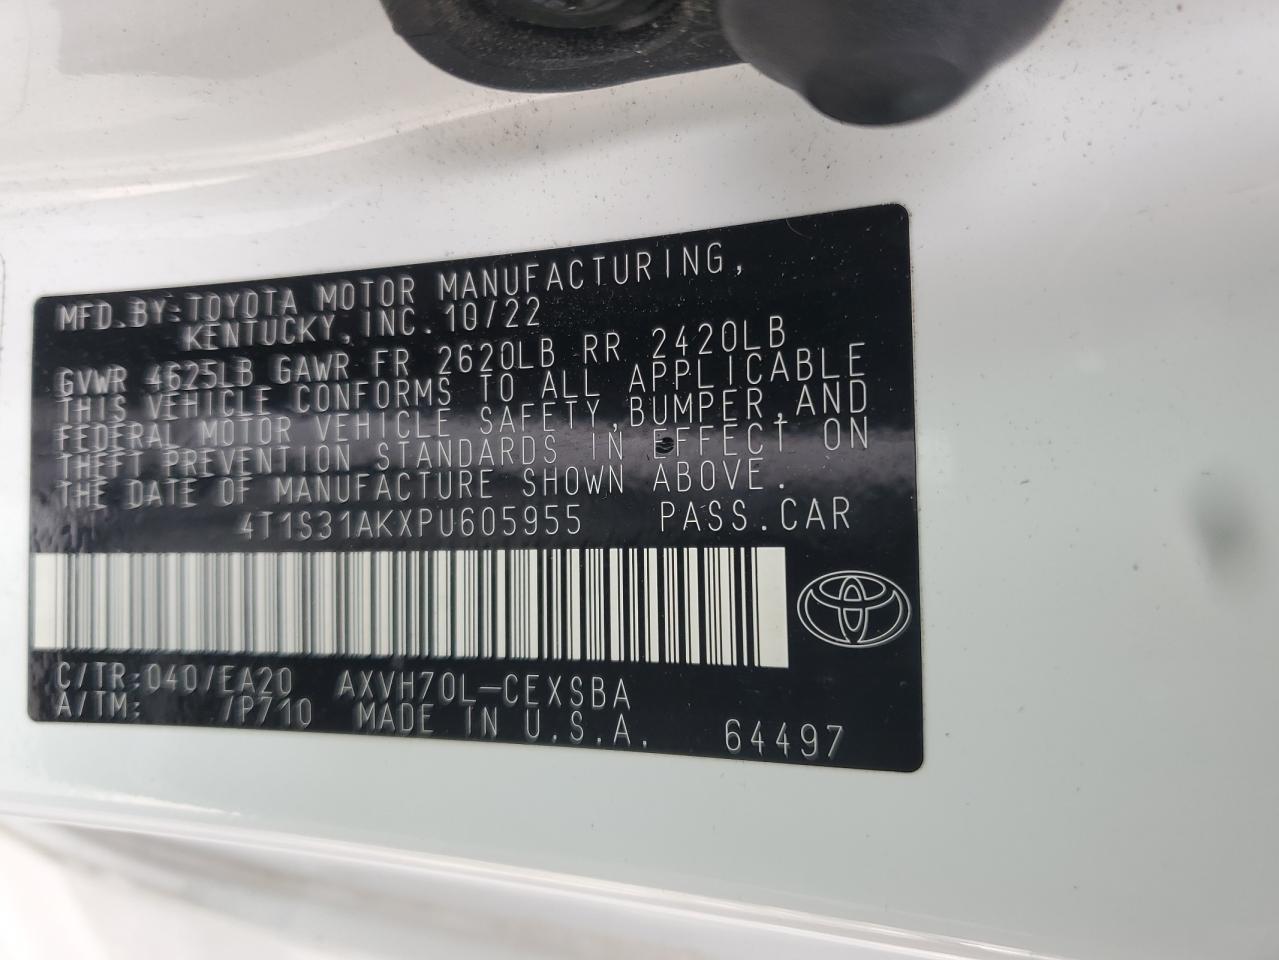 MFD.BY:TOYOTA MOTOR MANUFACTURING,
KENTUCKY, INC. 10/22
GVWR 4625LB GAWR FR 2620LB RR 2420LB
THIS VEHICLE CONFORMS TO ALL APPLICABLE
FEDERAL MOTOR VEHICLE SAFETY,BUMPER,AND
THEFT PREVENTION STANDARDS IN EFFECT ON
THE DATE OF MANUFACTURE SHOWN ABOVE.
4T1S31AKXPU605955 PASS.CAR
C/TR:040/EA20 AXVH70L-CEXSBA
A/TM: /P710 MADE IN U.S.A. 64497